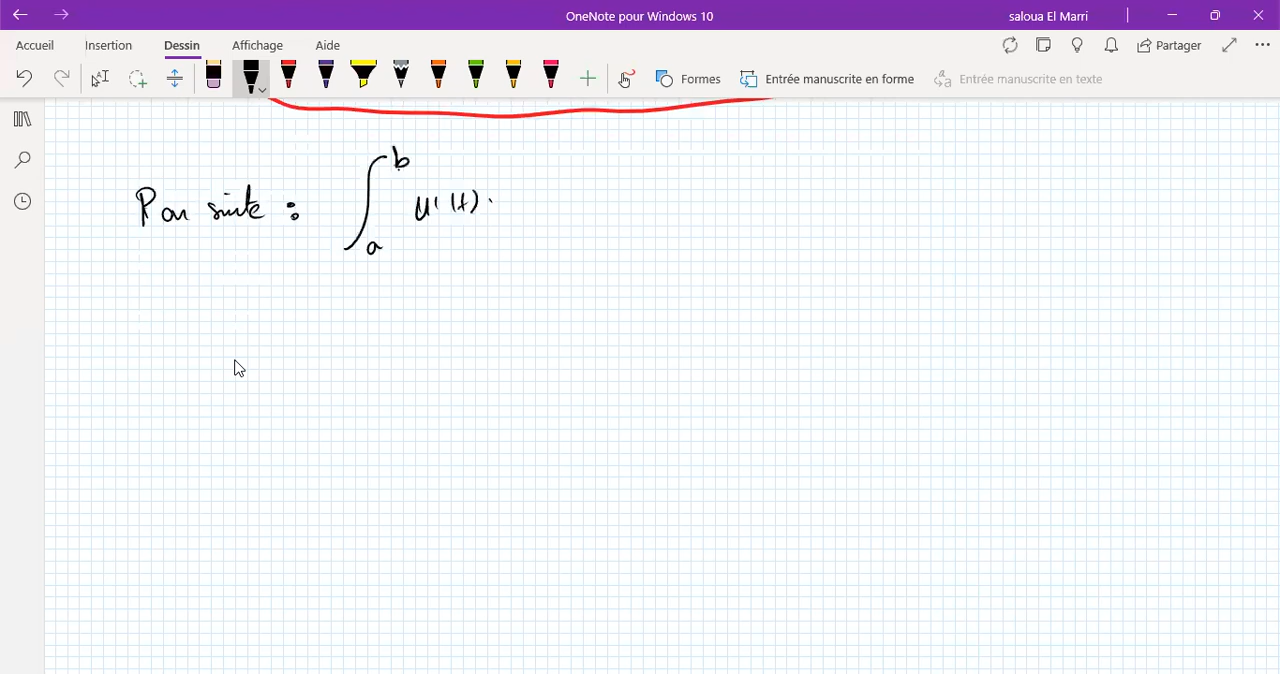 OneNote pour Windows 10
saloua El Marri
Accueil Insertion Dessin Affichage Aide
Partager
Formes Entrée manuscrite en forme Entrée manuscrite en texte
Par suite : ∫_a^b u'(t) ·